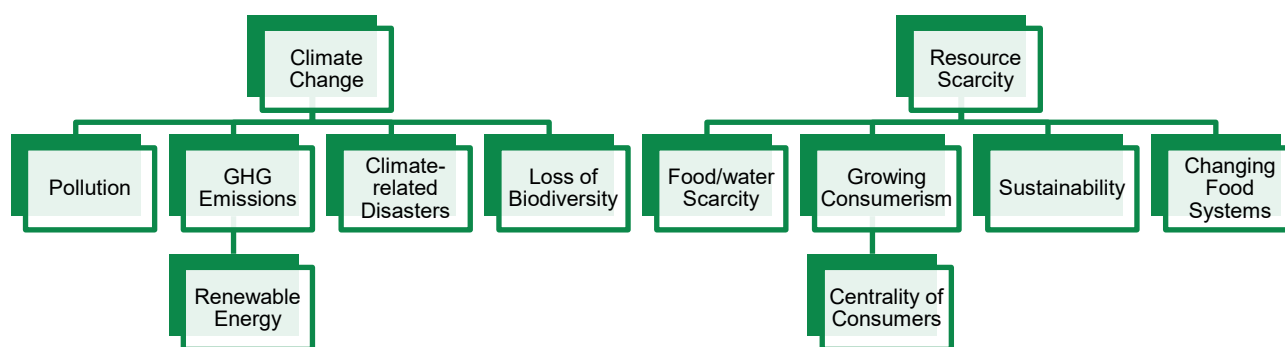 Climate
Change
Resource
Scarcity
Pollution
GHG
Emissions
Climate-
related
Disasters
Loss of
Biodiversity
Food/water
Scarcity
Growing
Consumerism
Sustainability
Changing
Food
Systems
Renewable
Energy
Centrality of
Consumers